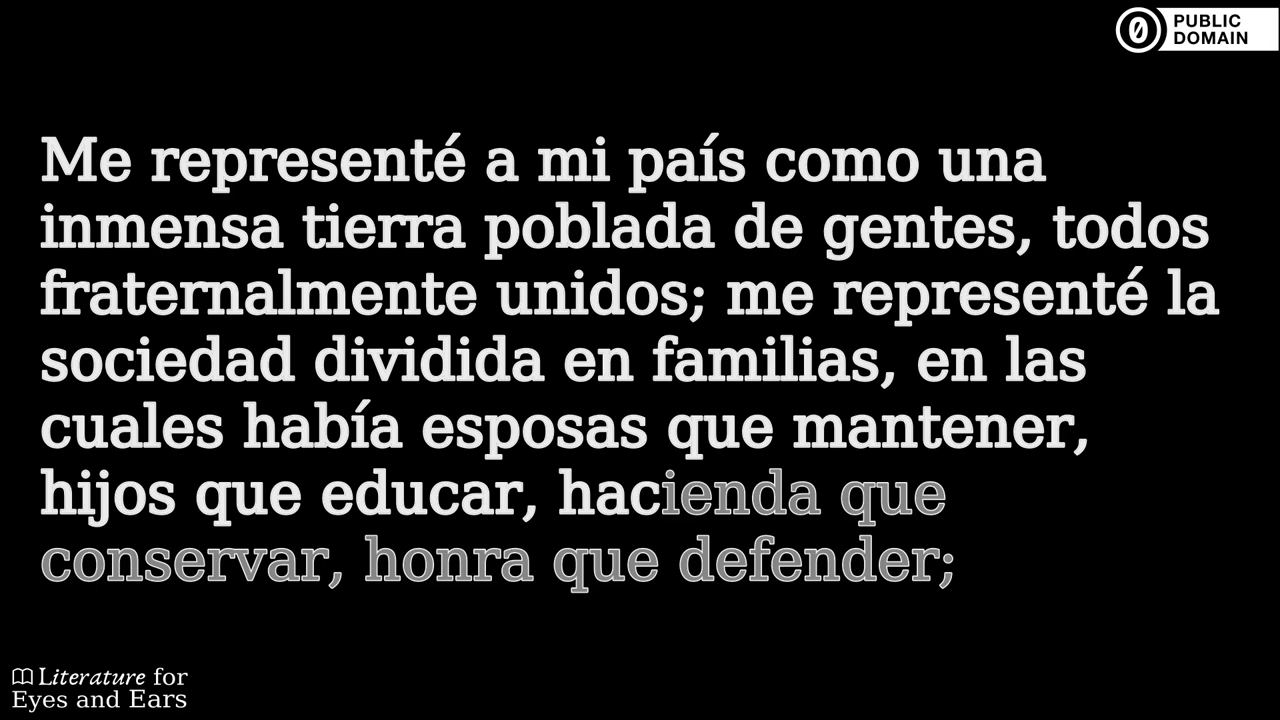 PUBLIC
DOMAIN
Me representé a mi país como una
inmensa tierra poblada de gentes, todos
fraternalmente unidos; me representé la
sociedad dividida en familias, en las
cuales había esposas que mantener,
hijos que educar, hacienda que
conservar, honra que defender;
Literature for
Eyes and Ears